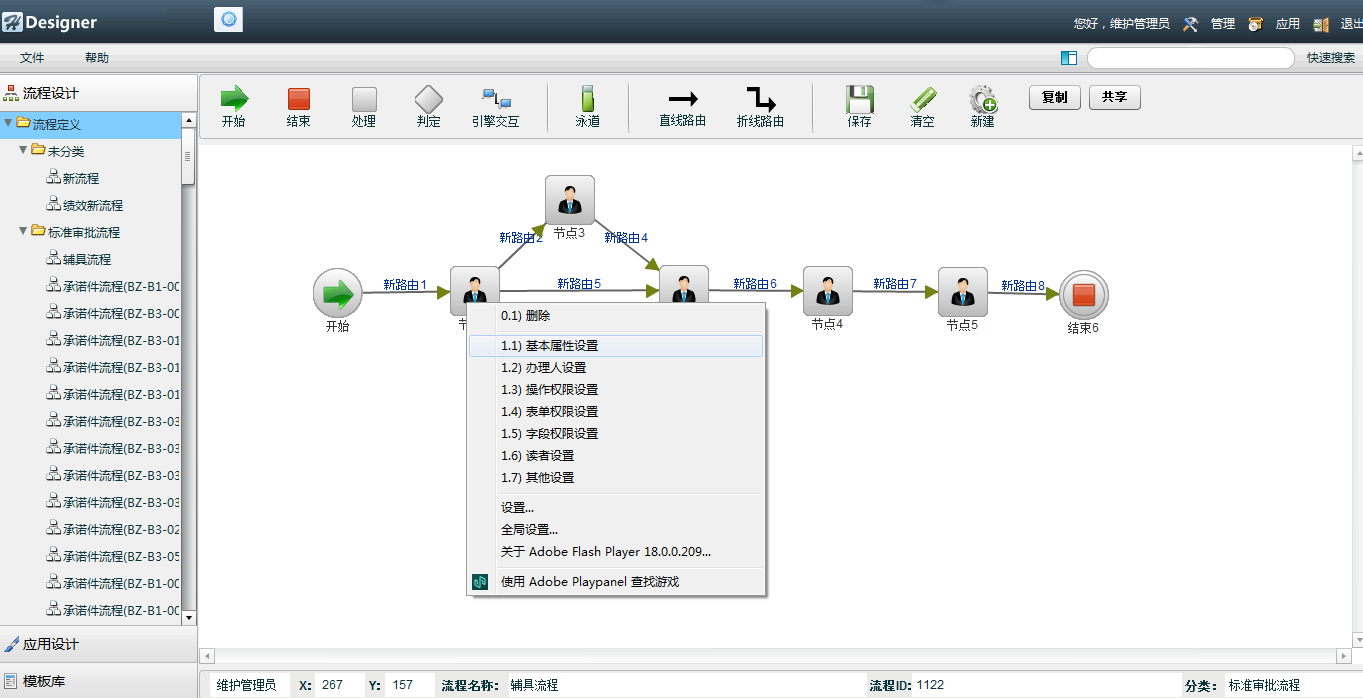 Designer
您好，维护管理员 管理 应用 退出
文件 帮助 快速搜索
流程设计
流程定义
未分类
新流程
绩效新流程
标准审批流程
辅具流程
承诺件流程(BZ-B1-00
承诺件流程(BZ-B3-00
承诺件流程(BZ-B3-01
承诺件流程(BZ-B3-01
承诺件流程(BZ-B3-01
承诺件流程(BZ-B3-03
承诺件流程(BZ-B3-03
承诺件流程(BZ-B3-03
承诺件流程(BZ-B3-03
承诺件流程(BZ-B3-02
承诺件流程(BZ-B3-05
承诺件流程(BZ-B1-00
承诺件流程(BZ-B1-00
应用设计
模板库
开始 结束 处理 判定 引擎交互 泳道 直线路由 折线路由 保存 清空 新建 复制 共享
新路由2 节点3 新路由4
新路由1 新路由5 新路由6 新路由7 新路由8
开始 节点4 节点5 结束6
0.1) 删除
1.1) 基本属性设置
1.2) 办理人设置
1.3) 操作权限设置
1.4) 表单权限设置
1.5) 字段权限设置
1.6) 读者设置
1.7) 其他设置
设置...
全局设置...
关于 Adobe Flash Player 18.0.0.209...
使用 Adobe Playpanel 查找游戏
维护管理员 X: 267 Y: 157 流程名称: 辅具流程 流程ID: 1122 分类: 标准审批流程